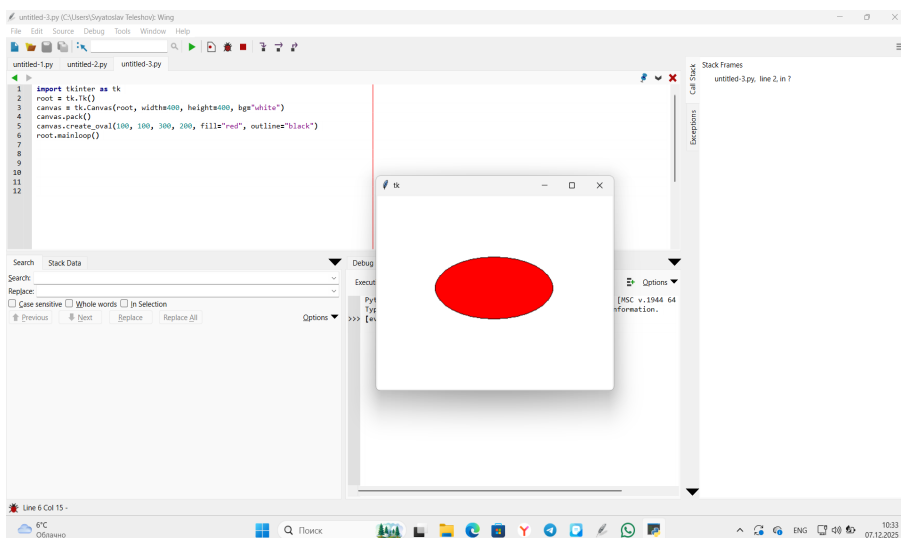 untitled-3.py (C:\Users\Svyatoslav Teleshov): Wing
File Edit Source Debug Tools Window Help
untitled-1.py untitled-2.py untitled-3.py
1 import tkinter as tk
2 root = tk.Tk()
3 canvas = tk.Canvas(root, width=400, height=400, bg="white")
4 canvas.pack()
5 canvas.create_oval(100, 100, 300, 200, fill="red", outline="black")
6 root.mainloop()
7
8
9
10
11
12
Call Stack
Exceptions
Stack Frames
untitled-3.py, line 2, in ?
tk
Search Stack Data
Search:
Replace:
Case sensitive Whole words In Selection
Previous Next Replace Replace All Options
Debug
Options
[MSC v.1944 64
>>>
Line 6 Col 15 -
6°C
Облачно
Поиск
ENG
10:33
07.12.2025